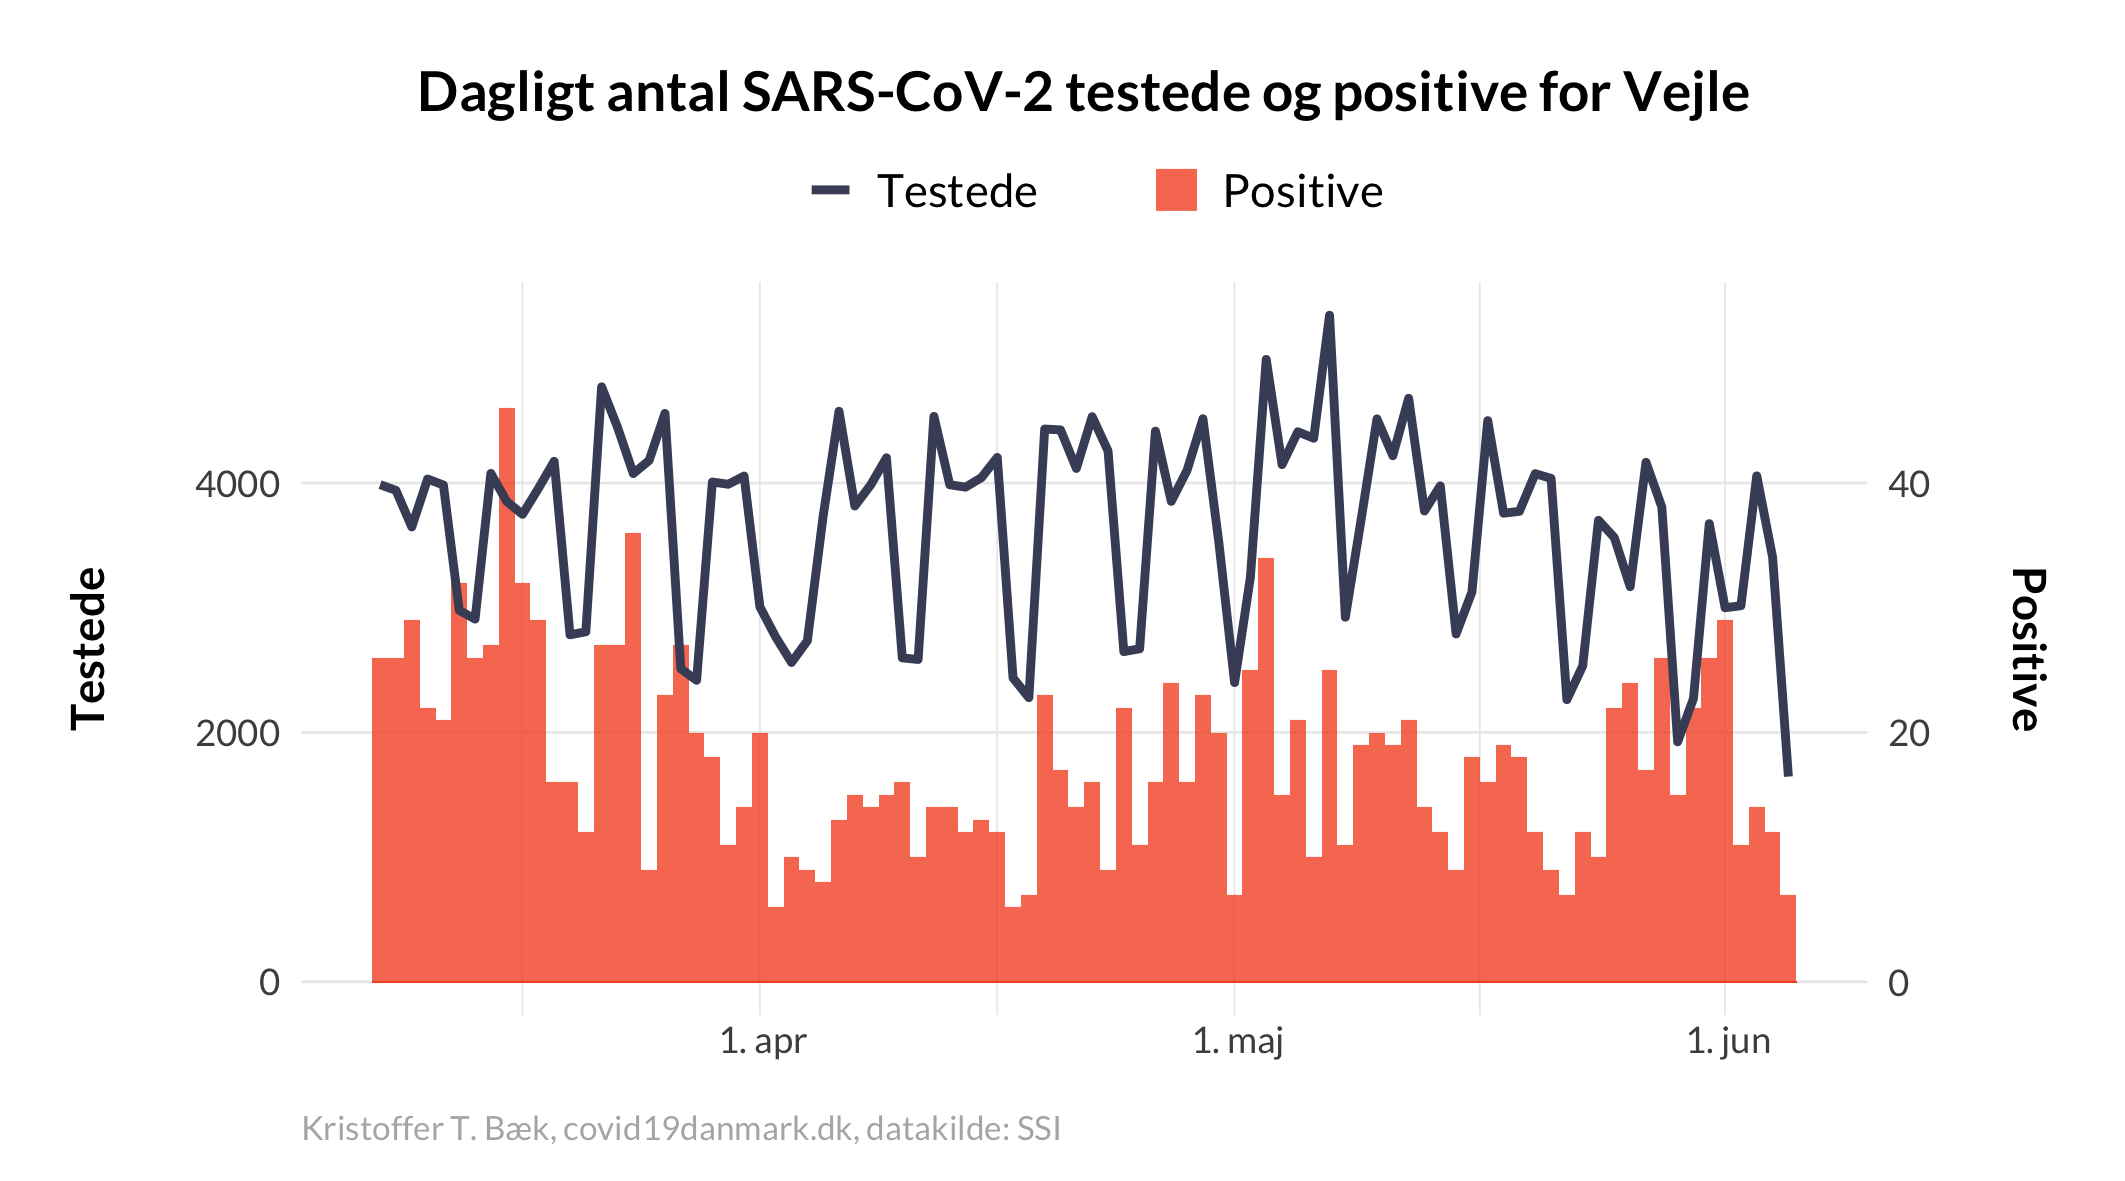 Dagligt antal SARS-CoV-2 testede og positive for Vejle
Testede
Positive
4000
2000
0
Testede
40
20
0
Positive
1. apr
1. maj
1. jun
Kristoffer T. Bæk, covid19danmark.dk, datakilde: SSI